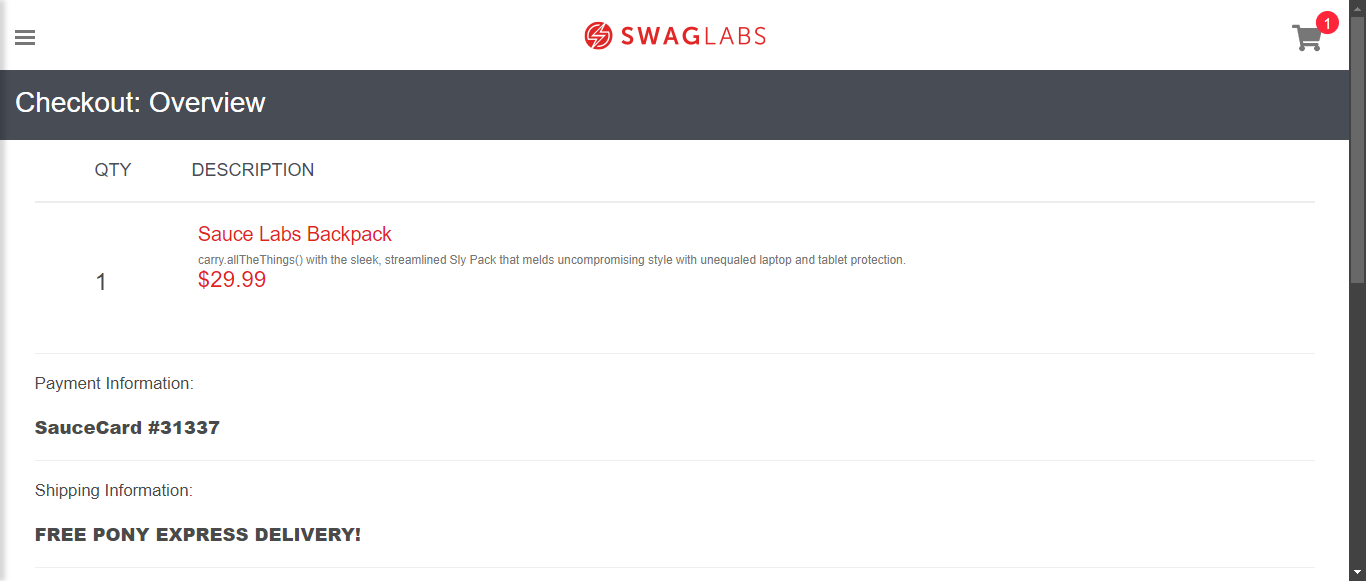 SWAGLABS
1
Checkout: Overview
QTY DESCRIPTION
Sauce Labs Backpack
carry.allTheThings() with the sleek, streamlined Sly Pack that melds uncompromising style with unequaled laptop and tablet protection.
1
$29.99
Payment Information:
SauceCard #31337
Shipping Information:
FREE PONY EXPRESS DELIVERY!